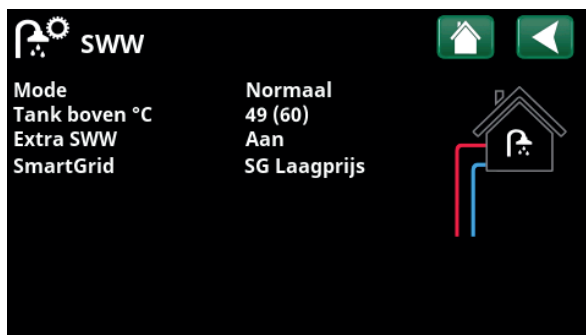 SWW
Mode Normaal
Tank boven °C 49 (60)
Extra SWW Aan
SmartGrid SG Laagprijs